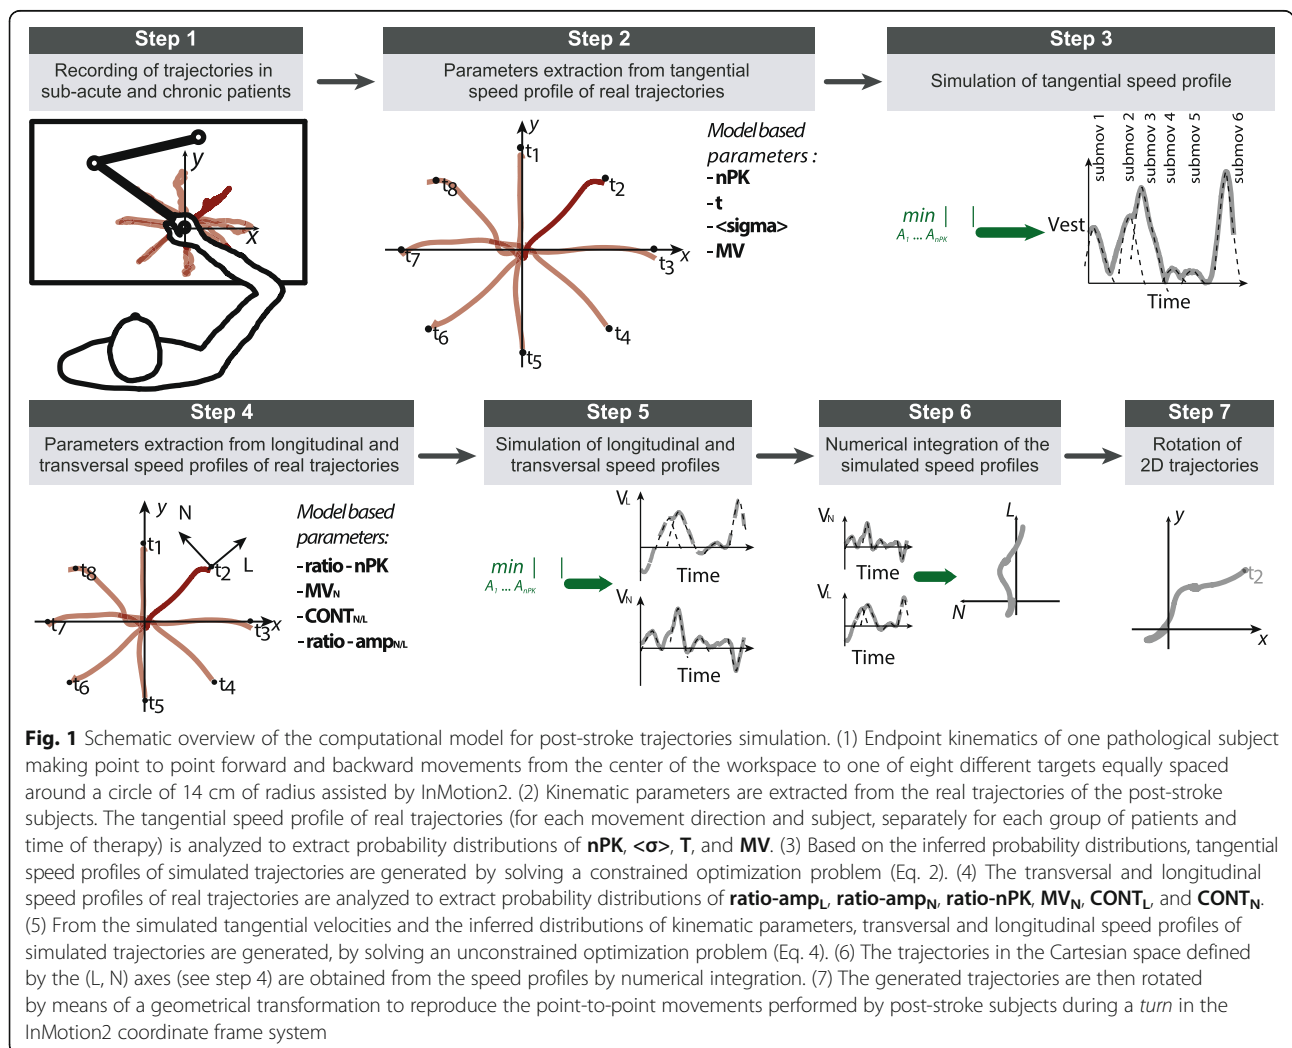 Step 1
Recording of trajectories in
sub-acute and chronic patients
y
x
Step 2
Parameters extraction from tangential
speed profile of real trajectories
y
t1
t2
t8
x
t7
t3
t6
t4
t5
Model based
parameters :
- nPK
- t
- <sigma>
- MV
Step 3
Simulation of tangential speed profile
min | |
A1 ... AnPK
submov 1
submov 2
submov 3
submov 4
submov 5
submov 6
Vest
Time
Step 4
Parameters extraction from longitudinal and
transversal speed profiles of real trajectories
y
N
t1
L
t2
t8
x
t7
t3
t6
t4
t5
Model based
parameters:
- ratio - nPK
- MVN
- CONTN/L
- ratio - ampN/L
Step 5
Simulation of longitudinal and
transversal speed profiles
min | |
A1 ... AnPK
VL
Time
VN
Time
Step 6
Numerical integration of the
simulated speed profiles
VN
Time
VL
Time
L
N
Step 7
Rotation of
2D trajectories
y
t2
x
Fig. 1 Schematic overview of the computational model for post-stroke trajectories simulation. (1) Endpoint kinematics of one pathological subject
making point to point forward and backward movements from the center of the workspace to one of eight different targets equally spaced
around a circle of 14 cm of radius assisted by InMotion2. (2) Kinematic parameters are extracted from the real trajectories of the post-stroke
subjects. The tangential speed profile of real trajectories (for each movement direction and subject, separately for each group of patients and
time of therapy) is analyzed to extract probability distributions of nPK, <σ>, T, and MV. (3) Based on the inferred probability distributions, tangential
speed profiles of simulated trajectories are generated by solving a constrained optimization problem (Eq. 2). (4) The transversal and longitudinal
speed profiles of real trajectories are analyzed to extract probability distributions of ratio-ampL, ratio-ampN, ratio-nPK, MVN, CONTL, and CONTN.
(5) From the simulated tangential velocities and the inferred distributions of kinematic parameters, transversal and longitudinal speed profiles of
simulated trajectories are generated, by solving an unconstrained optimization problem (Eq. 4). (6) The trajectories in the Cartesian space defined
by the (L, N) axes (see step 4) are obtained from the speed profiles by numerical integration. (7) The generated trajectories are then rotated
by means of a geometrical transformation to reproduce the point-to-point movements performed by post-stroke subjects during a turn in the
InMotion2 coordinate frame system